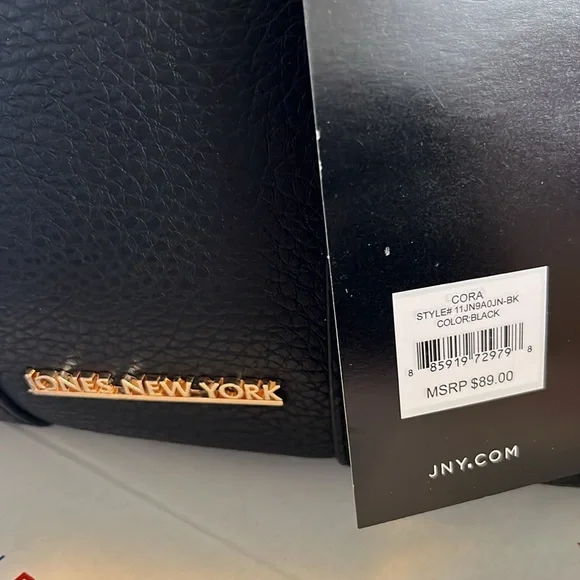 JONES NEW YORK
CORA
STYLE# 11JN9A0JN-BK
COLOR:BLACK
8 85919 72979 8
MSRP $89.00
JNY.COM